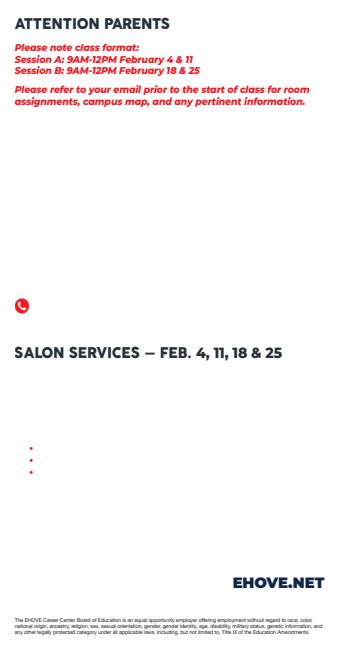 ATTENTION PARENTS
Please note class format:
Session A: 9AM-12PM February 4 & 11
Session B: 9AM-12PM February 18 & 25
Please refer to your email prior to the start of class for room
assignments, campus map, and any pertinent information.
SALON SERVICES – FEB. 4, 11, 18 & 25
EHOVE.NET
The EHOVE Career Center Board of Education is an equal opportunity employer offering employment without regard to race, color,
national origin, ancestry, religion, sex, sexual orientation, gender, gender identity, age, disability, military status, genetic information, and
any other legally protected category under all applicable laws, including, but not limited to, Title IX of the Education Amendments.